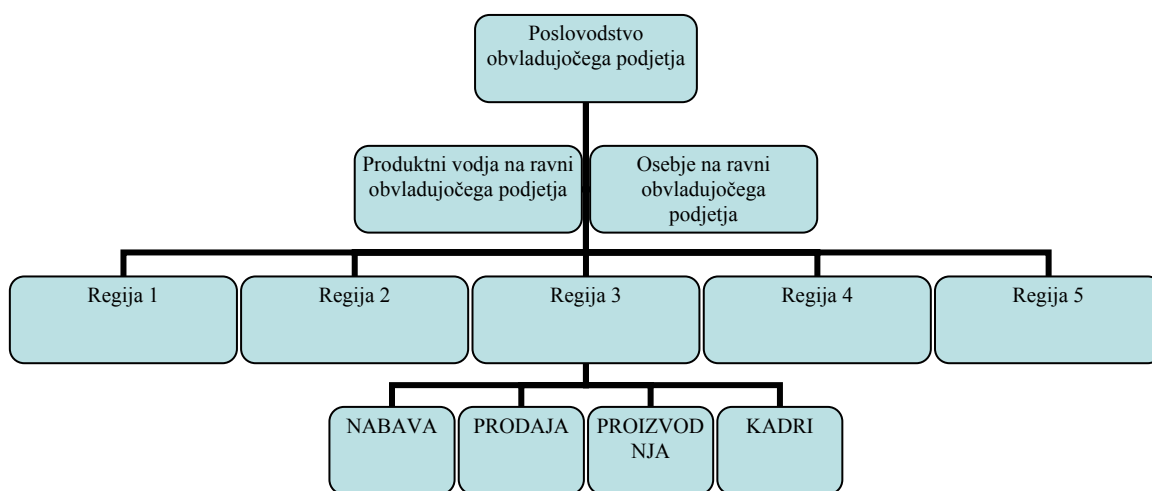 Poslovodstvo
obvladujočega podjetja
Produktni vodja na ravni
obvladujočega podjetja
Osebje na ravni
obvladujočega
podjetja
Regija 1
Regija 2
Regija 3
Regija 4
Regija 5
NABAVA
PRODAJA
PROIZVOD
NJA
KADRI